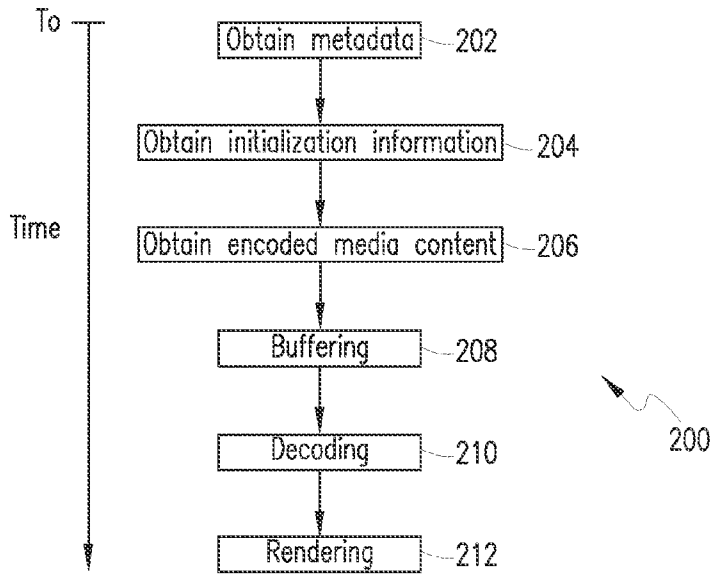 To
Obtain metadata 202
Obtain initialization information 204
Time
Obtain encoded media content 206
Buffering 208
200
Decoding 210
Rendering 212